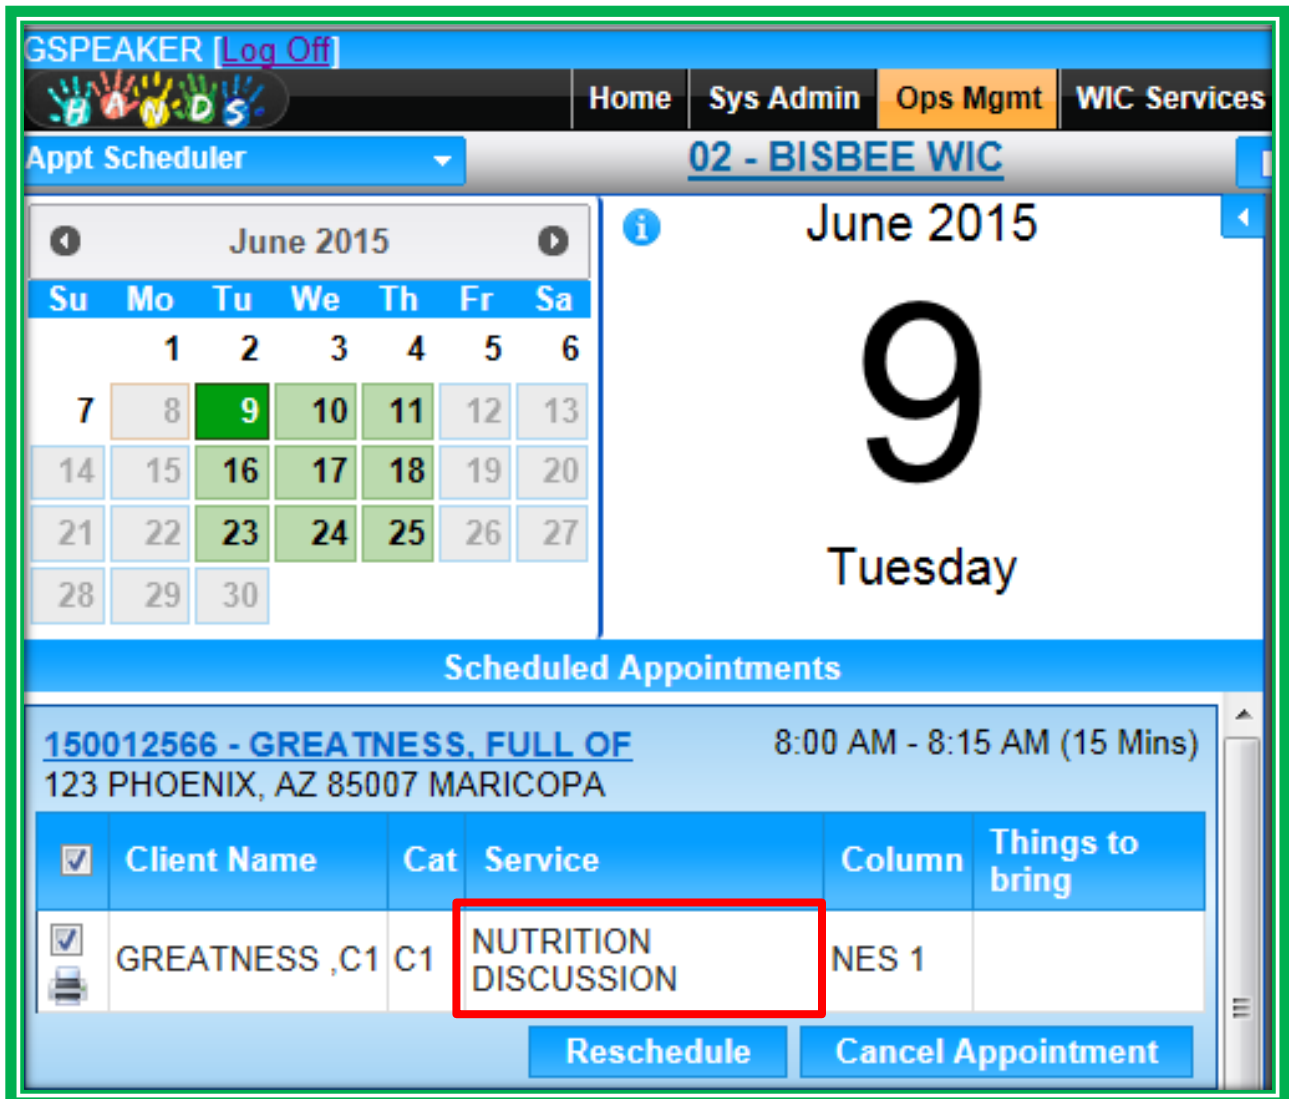 GSPEAKER [Log Off]
HANDS
Home Sys Admin Ops Mgmt WIC Services
Appt Scheduler
02 - BISBEE WIC
June 2015
Su Mo Tu We Th Fr Sa
1 2 3 4 5 6
7 8 9 10 11 12 13
14 15 16 17 18 19 20
21 22 23 24 25 26 27
28 29 30
i
June 2015
9
Tuesday
Scheduled Appointments
150012566 - GREATNESS, FULL OF 8:00 AM - 8:15 AM (15 Mins)
123 PHOENIX, AZ 85007 MARICOPA
Client Name Cat Service Column Things to
bring
GREATNESS ,C1 C1 NUTRITION
DISCUSSION NES 1
Reschedule Cancel Appointment